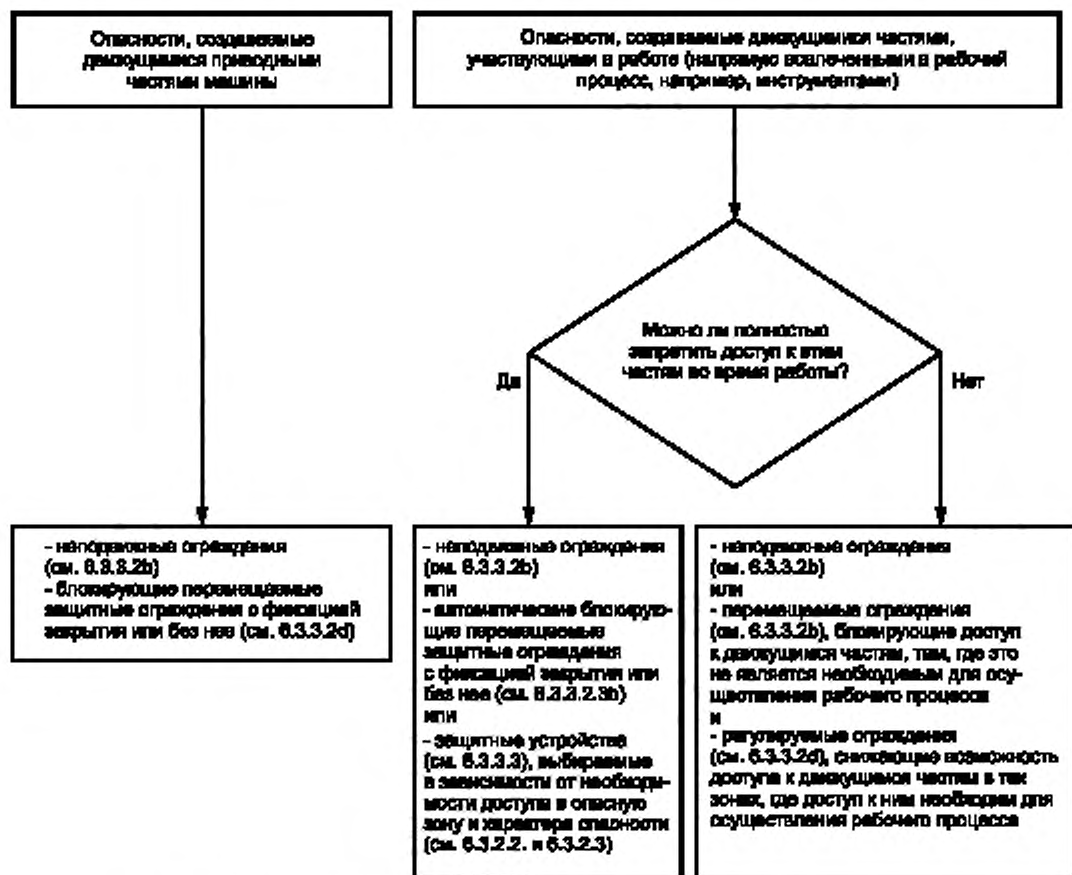 Опасности, создаваемые
движущимися приводными
частями машины
Опасности, создаваемые движущимися частями,
участвующими в работе (напрямую вовлеченными в рабочий
процесс, например, инструментами)
Можно ли полностью
запретить доступ к этим
частям во время работы?
Да
Нет
- неподвижные ограждения
(см. 6.3.3.2b)
- блокирующие перемещаемые
защитные ограждения с фиксацией
закрытия или без нее (см. 6.3.3.2d)
- неподвижные ограждения
(см. 6.3.3.2b)
или
- автоматические блокирую-
щие перемещаемые
защитные ограждения
с фиксацией закрытия или
без нее (см. 6.3.3.2.3b)
или
- защитные устройства
(см. 6.3.3.3), выбираемые
в зависимости от необходи-
мости доступа в опасную
зону и характера опасности
(см. 6.3.2.2. и 6.3.2.3)
- неподвижные ограждения
(см. 6.3.3.2b)
или
- перемещаемые ограждения
(см. 6.3.3.2b), блокирующие доступ
к движущимся частям, там, где это
не является необходимым для осу-
ществления рабочего процесса
и
- регулируемые ограждения
(см. 6.3.3.2d), снижающие возможность
доступа к движущимся частям в тех
зонах, где доступ к ним необходим для
осуществления рабочего процесса